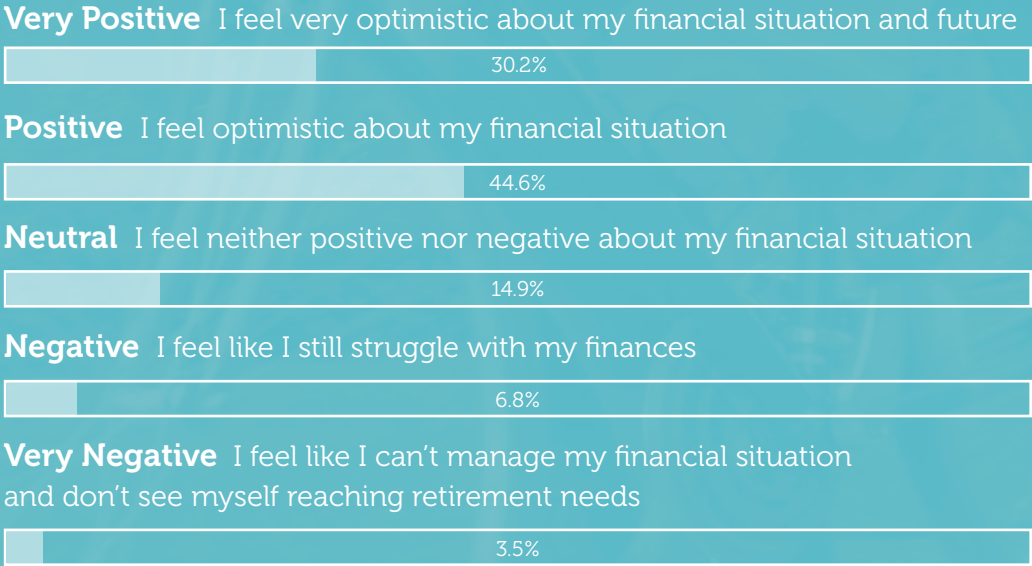 Very Positive I feel very optimistic about my financial situation and future
30.2%
Positive I feel optimistic about my financial situation
44.6%
Neutral I feel neither positive nor negative about my financial situation
14.9%
Negative I feel like I still struggle with my finances
6.8%
Very Negative I feel like I can't manage my financial situation
and don't see myself reaching retirement needs
3.5%